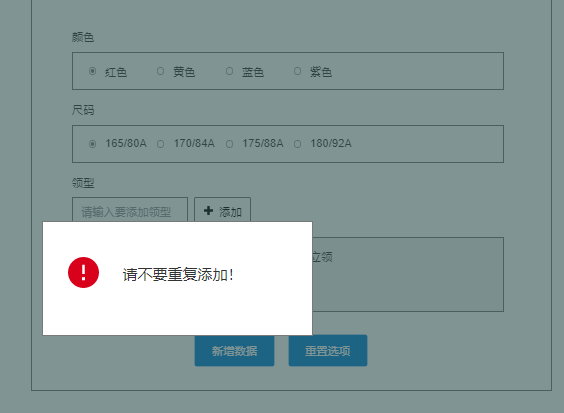 颜色
红色 黄色 蓝色 紫色
尺码
165/80A 170/84A 175/88A 180/92A
领型
请输入要添加领型 添加
立领
请不要重复添加!
新增数据 重置选项